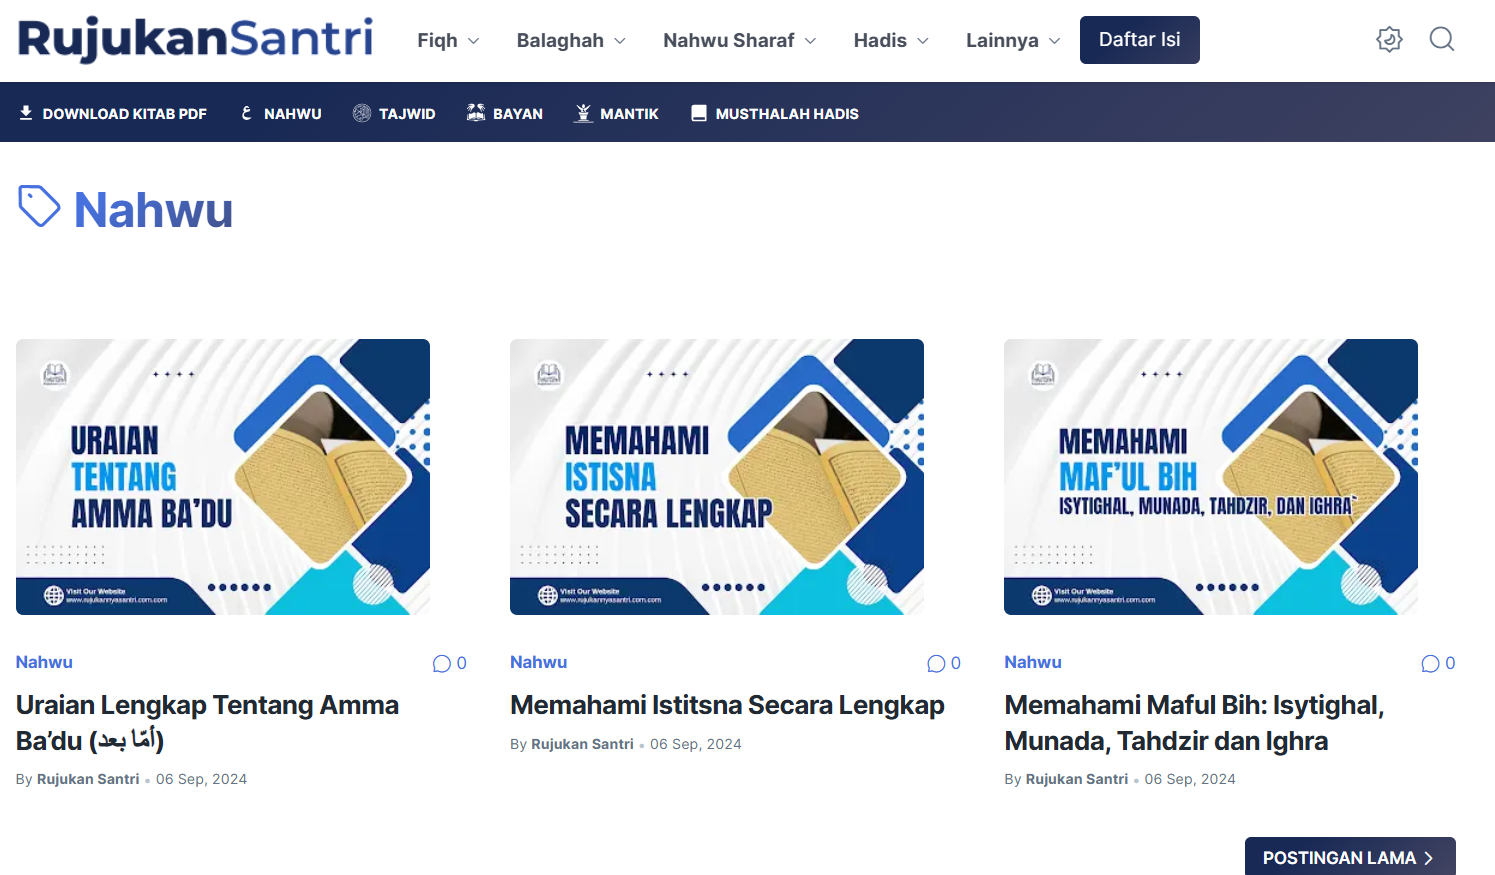 RujukanSantri
Fiqh Balaghah Nahwu Sharaf Hadis Lainnya Daftar Isi
DOWNLOAD KITAB PDF ع NAHWU TAJWID BAYAN MANTIK MUSTHALAH HADIS
Nahwu
URAIAN
TENTANG
AMMA BA'DU
Visit Our Website
www.rujukannyasantri.com.com
MEMAHAMI
ISTISNA
SECARA LENGKAP
Visit Our Website
www.rujukannyasantri.com.com
MEMAHAMI
MAF'UL BIH
ISYTIGHAL, MUNADA, TAHDZIR, DAN IGHRA`
Visit Our Website
www.rujukannyasantri.com.com
Nahwu 0
Uraian Lengkap Tentang Amma
Ba’du (أمّا بعد)
By Rujukan Santri • 06 Sep, 2024
Nahwu 0
Memahami Istitsna Secara Lengkap
By Rujukan Santri • 06 Sep, 2024
Nahwu 0
Memahami Maful Bih: Isytighal,
Munada, Tahdzir dan Ighra
By Rujukan Santri • 06 Sep, 2024
POSTINGAN LAMA